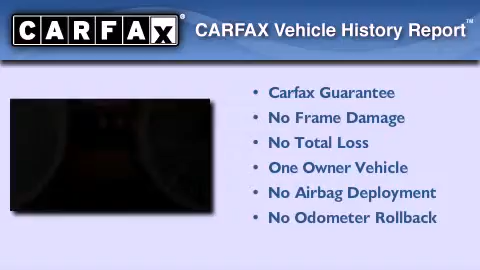 CARFAX® CARFAX Vehicle History Report™
• Carfax Guarantee
• No Frame Damage
• No Total Loss
• One Owner Vehicle
• No Airbag Deployment
• No Odometer Rollback